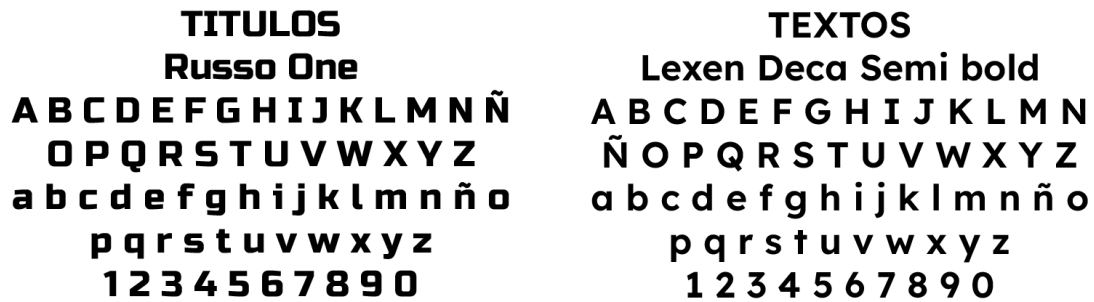 TITULOS
Russo One
A B C D E F G H I J K L M N Ñ
O P Q R S T U V W X Y Z
a b c d e f g h i j k l m n ñ o
p q r s t u v w x y z
1 2 3 4 5 6 7 8 9 0
TEXTOS
Lexen Deca Semi bold
A B C D E F G H I J K L M N
Ñ O P Q R S T U V W X Y Z
a b c d e f g h i j k l m n ñ o
p q r s t u v w x y z
1 2 3 4 5 6 7 8 9 0